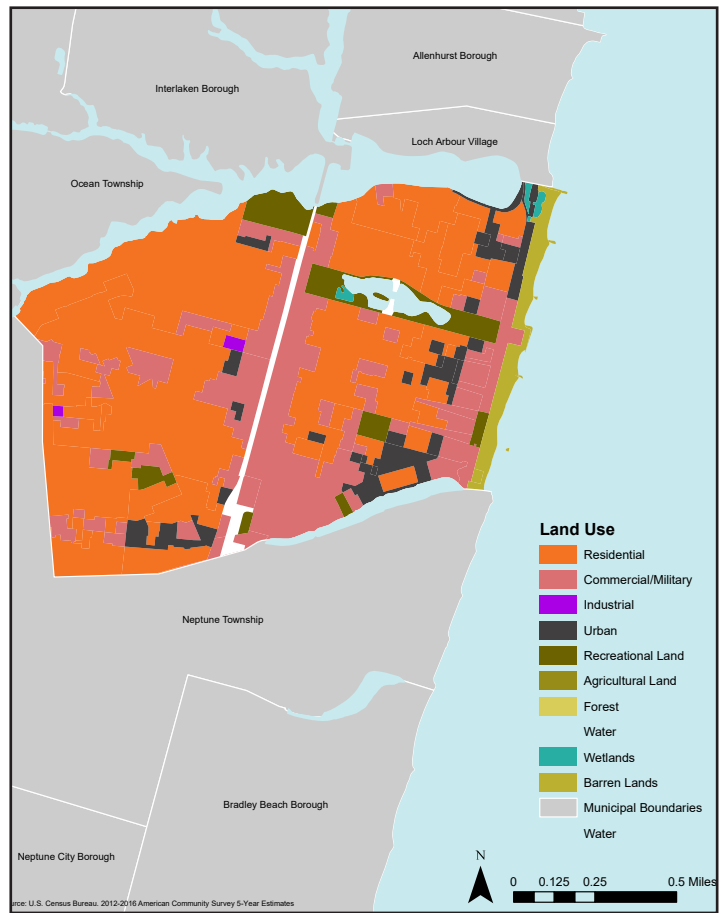 Allenhurst Borough
Interlaken Borough
Loch Arbour Village
Ocean Township
Neptune Township
Bradley Beach Borough
Neptune City Borough
Land Use
Residential
Commercial/Military
Industrial
Urban
Recreational Land
Agricultural Land
Forest
Water
Wetlands
Barren Lands
Municipal Boundaries
Water
N
0 0.125 0.25 0.5 Miles
urce: U.S. Census Bureau. 2012-2016 American Community Survey 5-Year Estimates